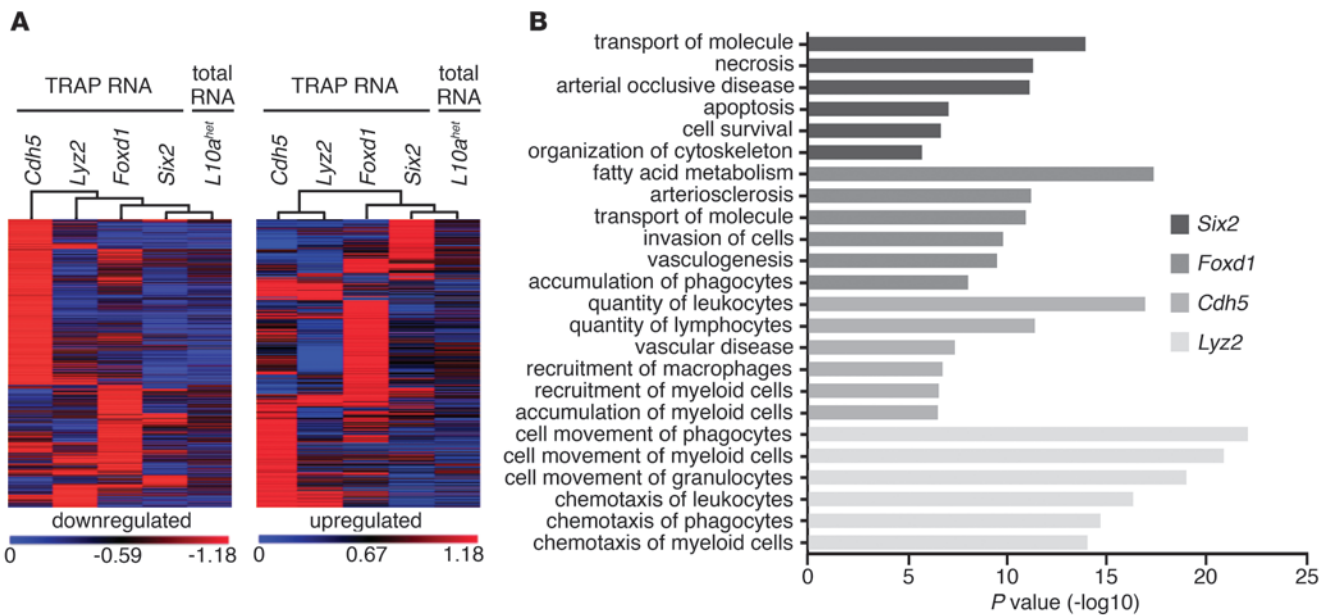 A
TRAP RNA
total
RNA
Cdh5
Lyz2
Foxd1
Six2
L10a^het
downregulated
0 -0.59 -1.18
TRAP RNA
total
RNA
Cdh5
Lyz2
Foxd1
Six2
L10a^het
upregulated
0 0.67 1.18
B
transport of molecule
necrosis
arterial occlusive disease
apoptosis
cell survival
organization of cytoskeleton
fatty acid metabolism
arteriosclerosis
transport of molecule
invasion of cells
vasculogenesis
accumulation of phagocytes
quantity of leukocytes
quantity of lymphocytes
vascular disease
recruitment of macrophages
recruitment of myeloid cells
accumulation of myeloid cells
cell movement of phagocytes
cell movement of myeloid cells
cell movement of granulocytes
chemotaxis of leukocytes
chemotaxis of phagocytes
chemotaxis of myeloid cells
0 5 10 15 20 25
P value (-log10)
Six2
Foxd1
Cdh5
Lyz2